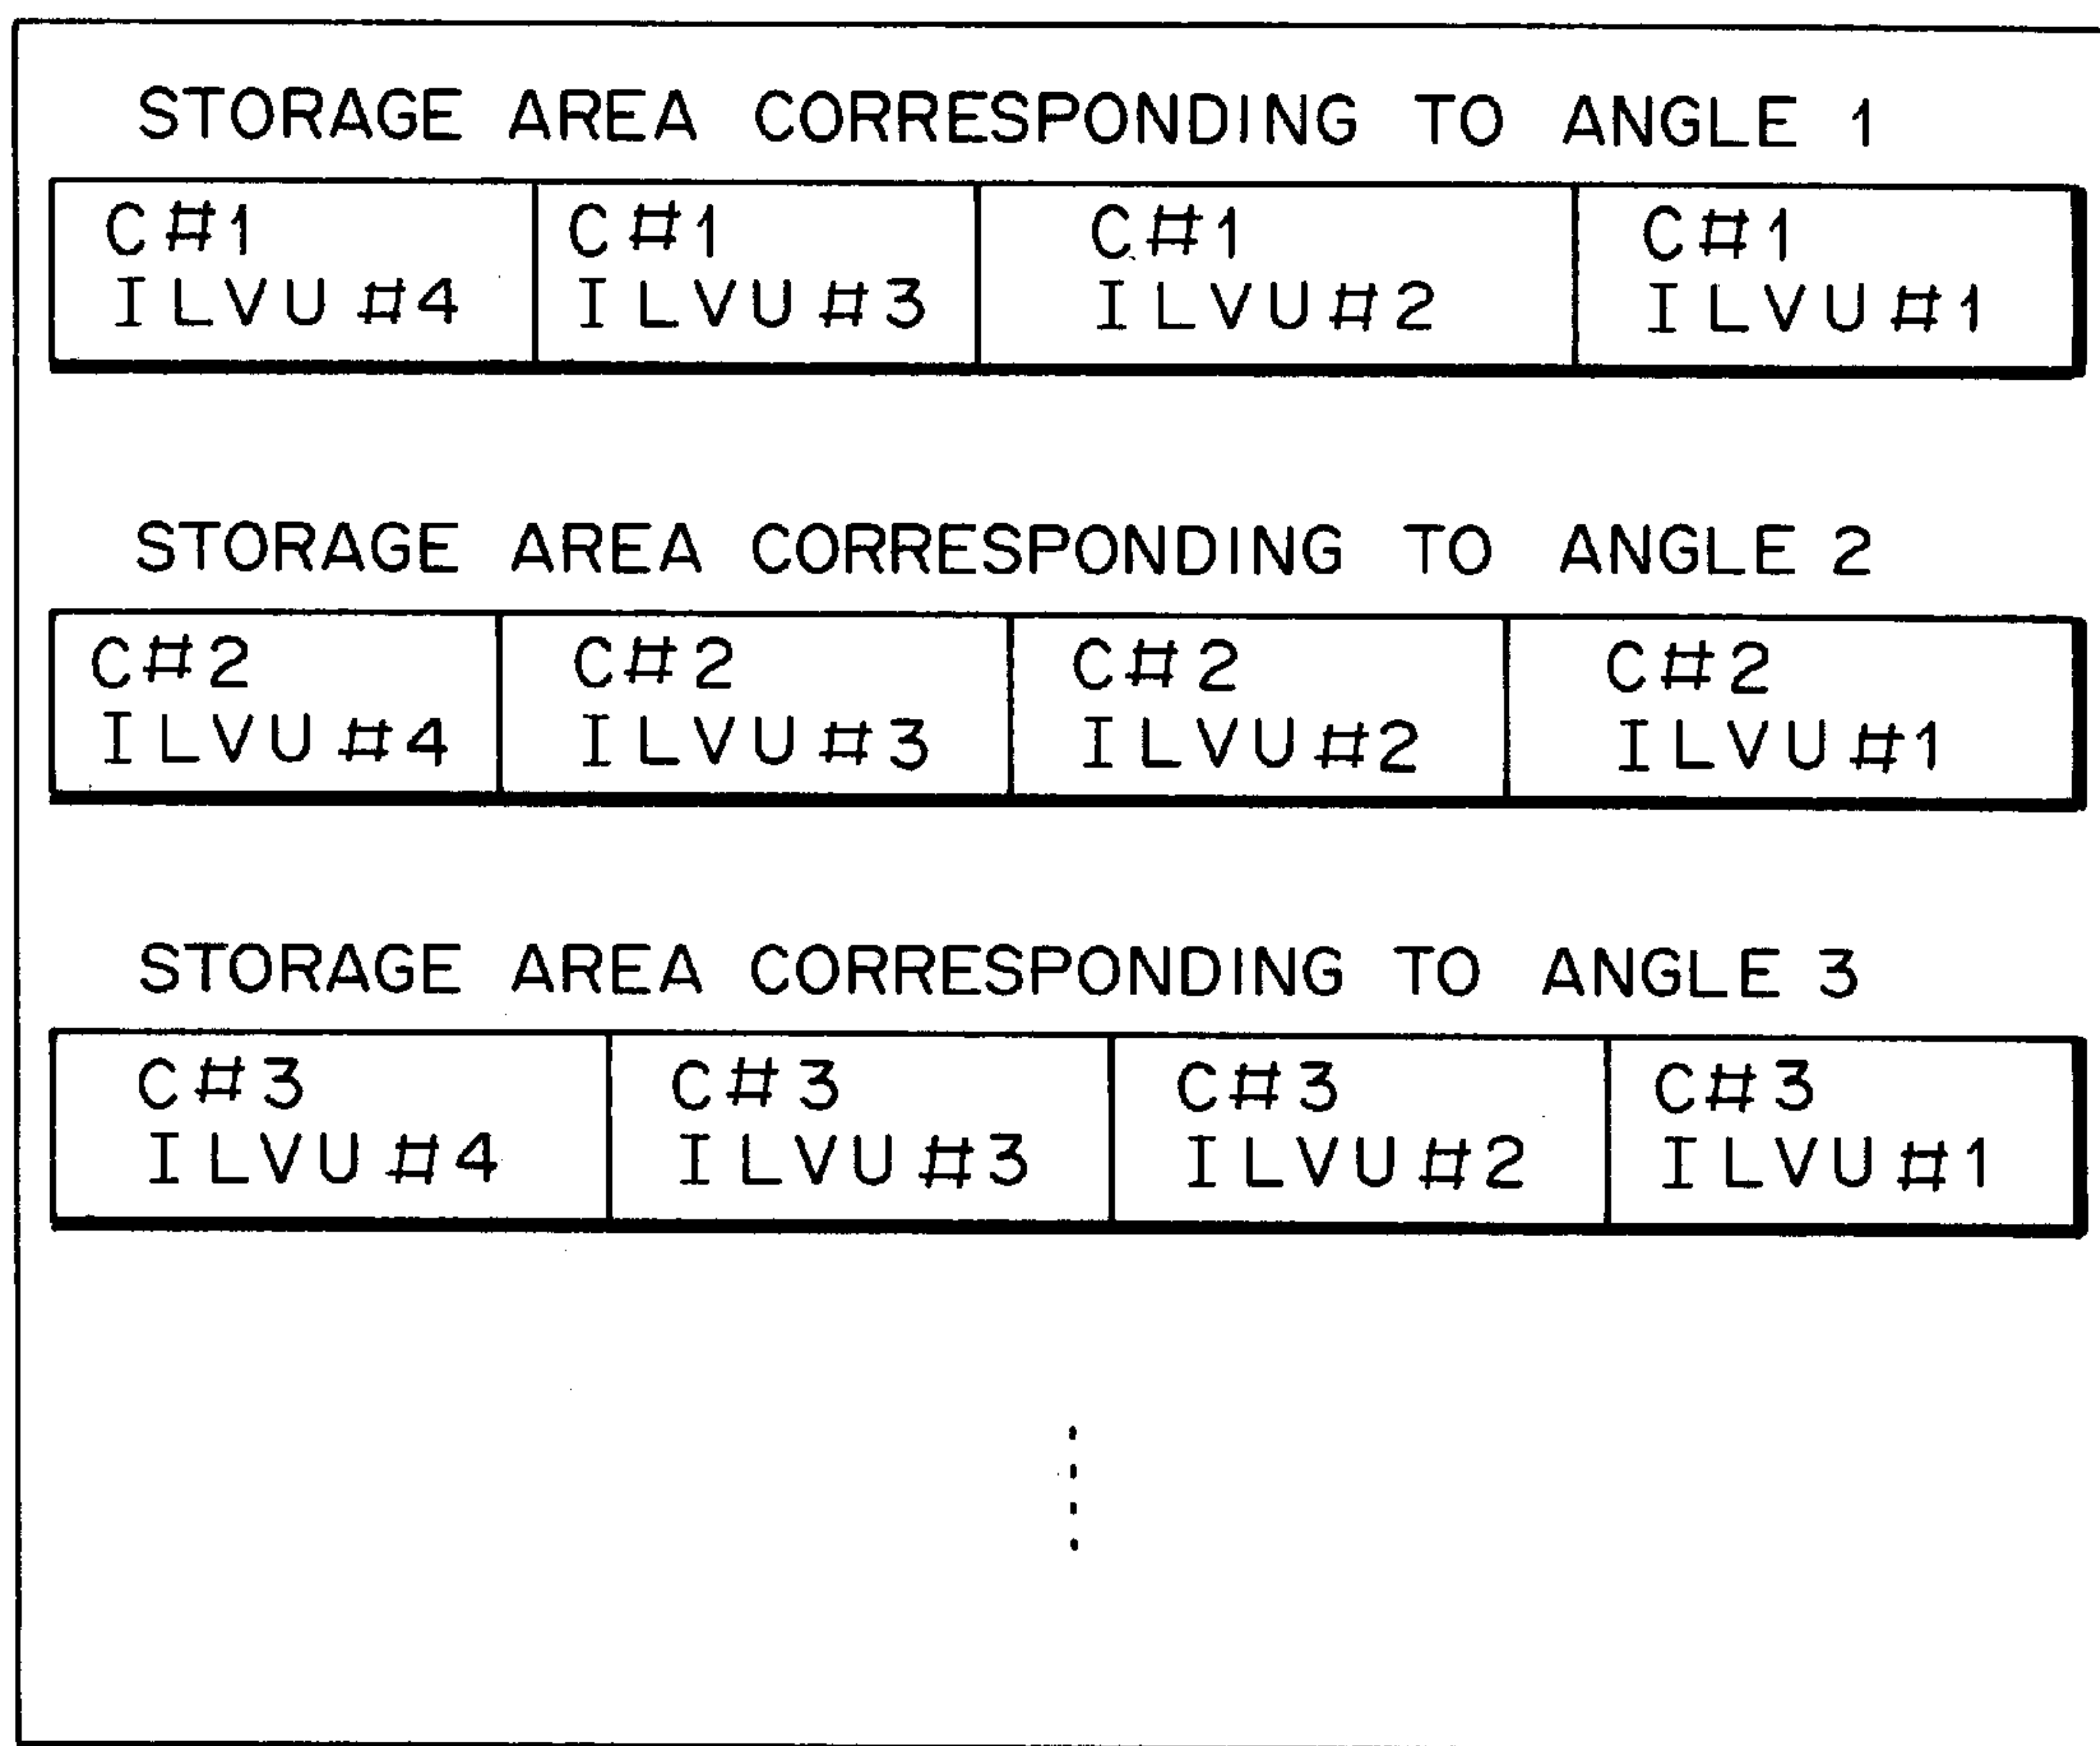 STORAGE AREA CORRESPONDING TO ANGLE 1
C#1 C#1 C#1 C#1
ILVU#4 ILVU#3 ILVU#2 ILVU#1
STORAGE AREA CORRESPONDING TO ANGLE 2
C#2 C#2 C#2 C#2
ILVU#4 ILVU#3 ILVU#2 ILVU#1
STORAGE AREA CORRESPONDING TO ANGLE 3
C#3 C#3 C#3 C#3
ILVU#4 ILVU#3 ILVU#2 ILVU#1